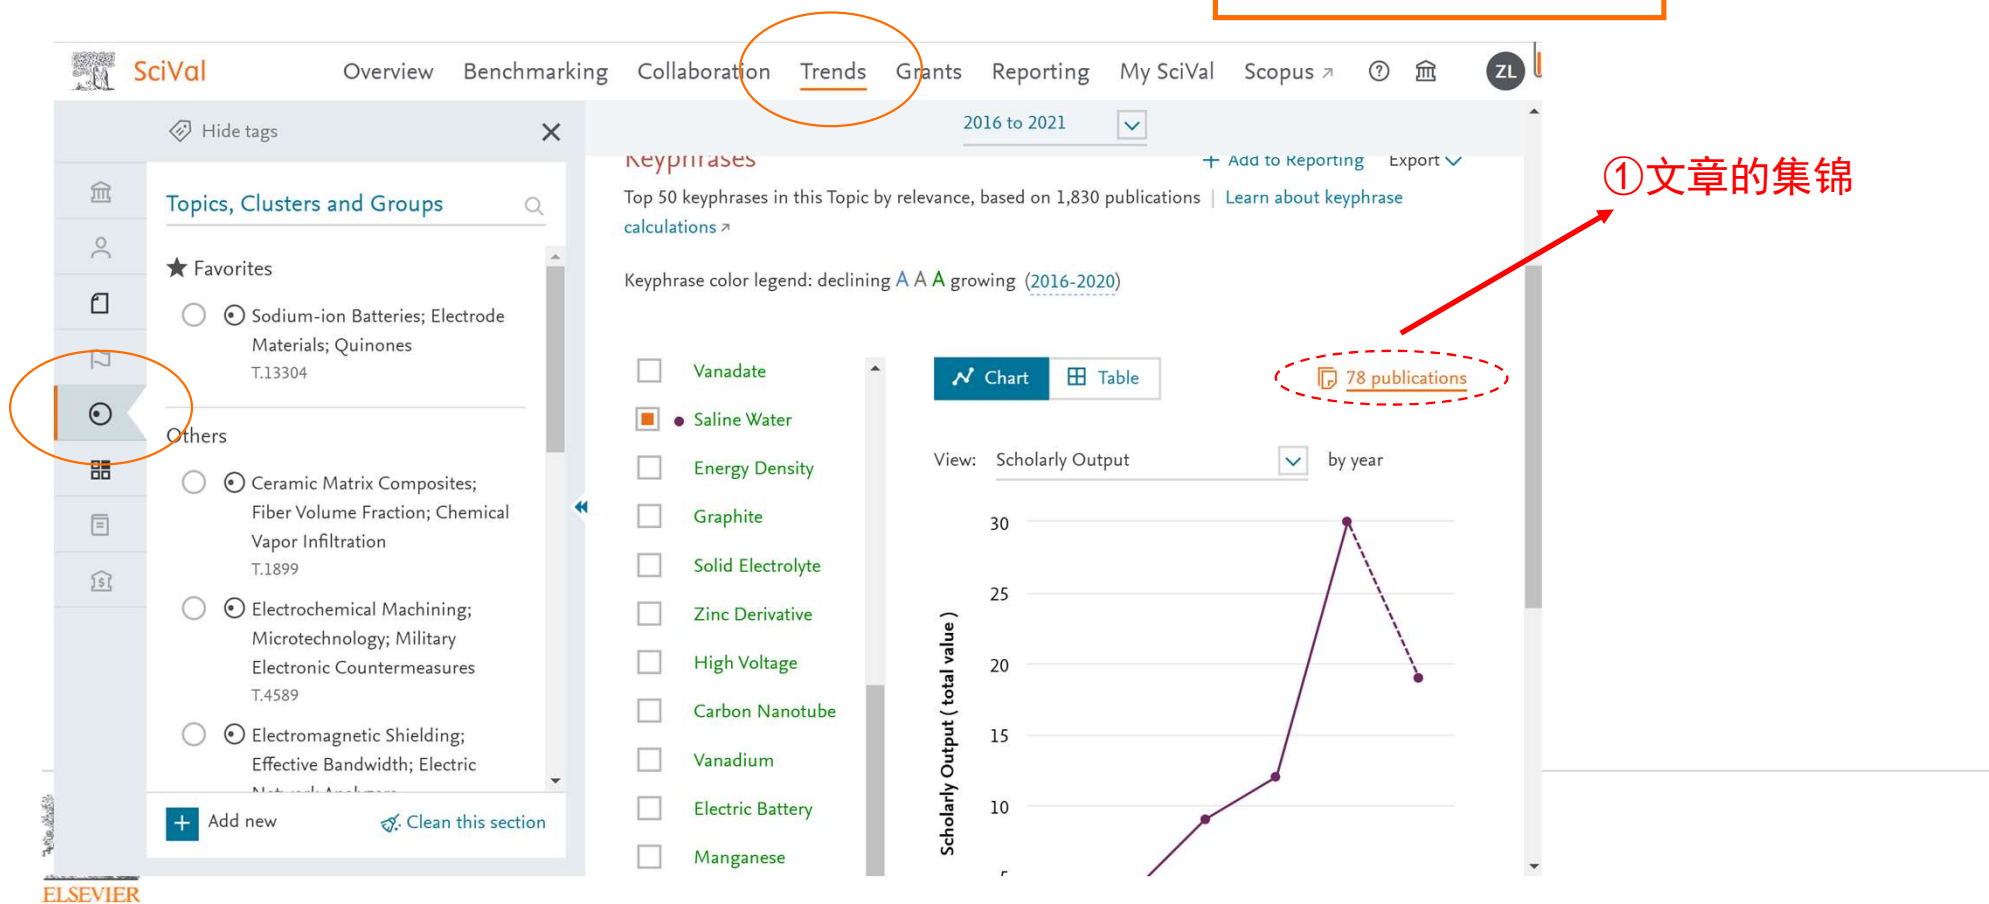 SciVal
Overview Benchmarking Collaboration Trends Grants Reporting My SciVal Scopus ↗ ? ZL
Hide tags
2016 to 2021
Topics, Clusters and Groups
Favorites
Sodium-ion Batteries; Electrode
Materials; Quinones
T.13304
Others
Ceramic Matrix Composites;
Fiber Volume Fraction; Chemical
Vapor Infiltration
T.1899
Electrochemical Machining;
Microtechnology; Military
Electronic Countermeasures
T.4589
Electromagnetic Shielding;
Effective Bandwidth; Electric
Add new
Clean this section
Keyphrases
+ Add to Reporting Export
Top 50 keyphrases in this Topic by relevance, based on 1,830 publications | Learn about keyphrase
calculations ↗
Keyphrase color legend: declining A A A growing (2016-2020)
Vanadate
Saline Water
Energy Density
Graphite
Solid Electrolyte
Zinc Derivative
High Voltage
Carbon Nanotube
Vanadium
Electric Battery
Manganese
Chart Table
78 publications
View: Scholarly Output by year
Scholarly Output ( total value )
30
25
20
15
10
①文章的集锦
ELSEVIER